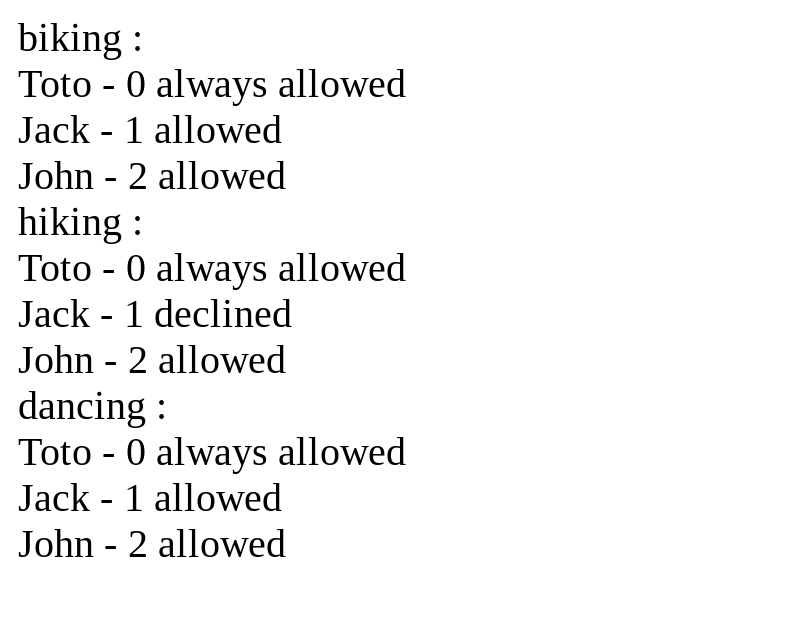 biking :
Toto - 0 always allowed
Jack - 1 allowed
John - 2 allowed
hiking :
Toto - 0 always allowed
Jack - 1 declined
John - 2 allowed
dancing :
Toto - 0 always allowed
Jack - 1 allowed
John - 2 allowed